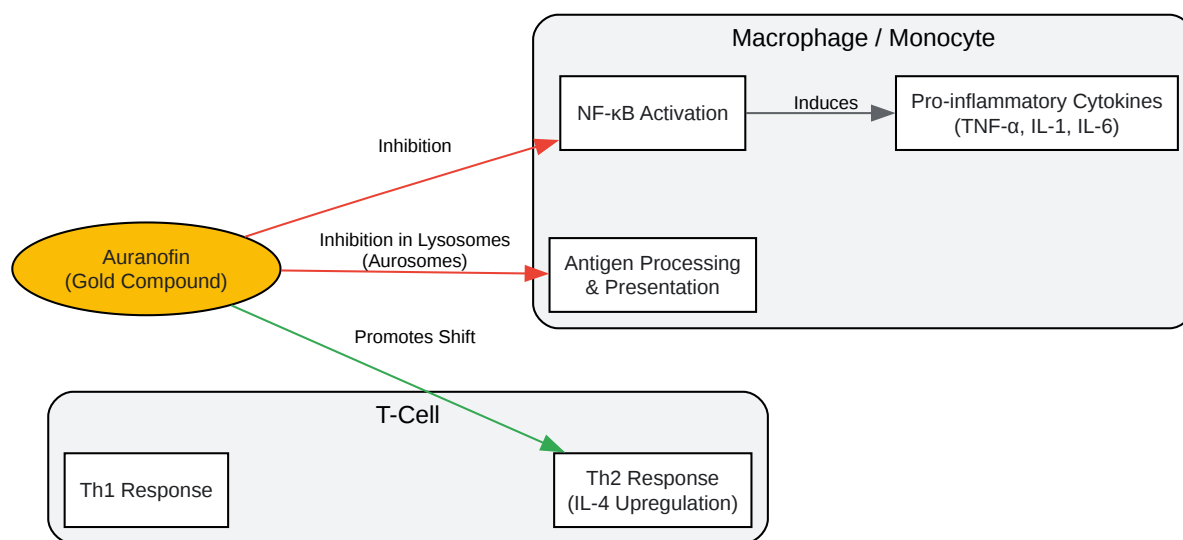 Macrophage / Monocyte
NF-κB Activation
Induces
Pro-inflammatory Cytokines
(TNF-α, IL-1, IL-6)
Inhibition
Auranofin
(Gold Compound)
Inhibition in Lysosomes
(Aurosomes)
Antigen Processing
& Presentation
Promotes Shift
T-Cell
Th1 Response
Th2 Response
(IL-4 Upregulation)